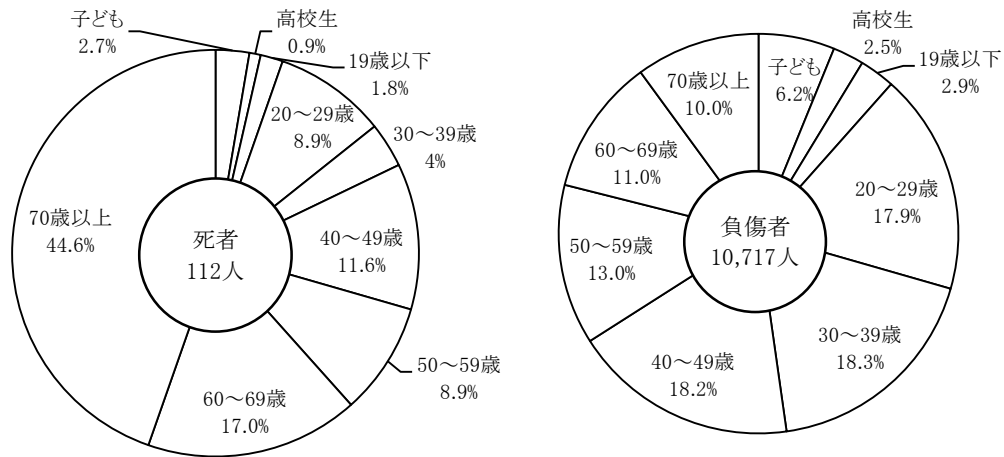 子ども
2.7%
高校生
0.9%
19歳以下
1.8%
20～29歳
8.9%
30～39歳
4%
40～49歳
11.6%
50～59歳
8.9%
60～69歳
17.0%
70歳以上
44.6%
死者
112人
子ども
6.2%
高校生
2.5%
19歳以下
2.9%
20～29歳
17.9%
30～39歳
18.3%
40～49歳
18.2%
50～59歳
13.0%
60～69歳
11.0%
70歳以上
10.0%
負傷者
10,717人